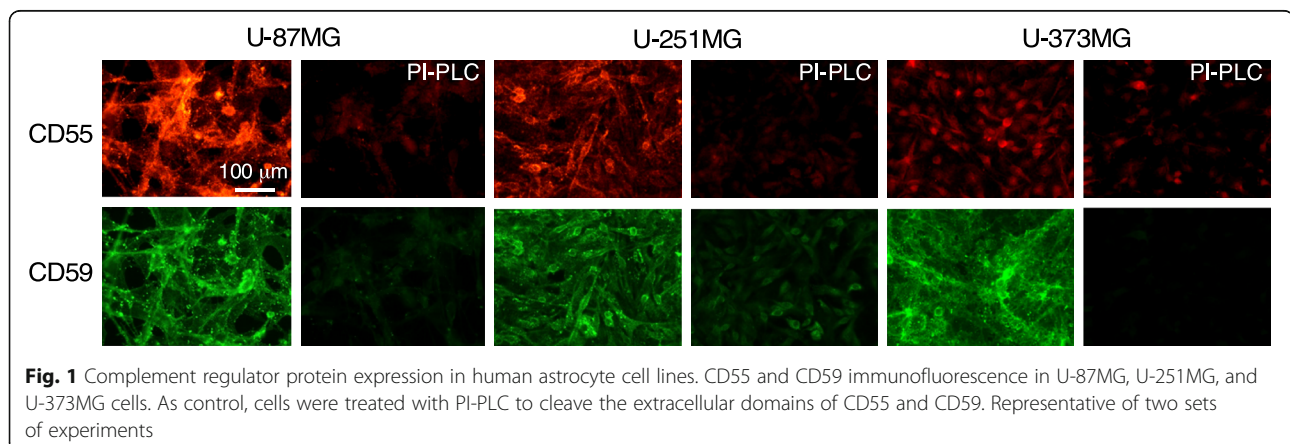 U-87MG U-251MG U-373MG
PI-PLC PI-PLC PI-PLC
CD55
100 μm
CD59
Fig. 1 Complement regulator protein expression in human astrocyte cell lines. CD55 and CD59 immunofluorescence in U-87MG, U-251MG, and
U-373MG cells. As control, cells were treated with PI-PLC to cleave the extracellular domains of CD55 and CD59. Representative of two sets
of experiments